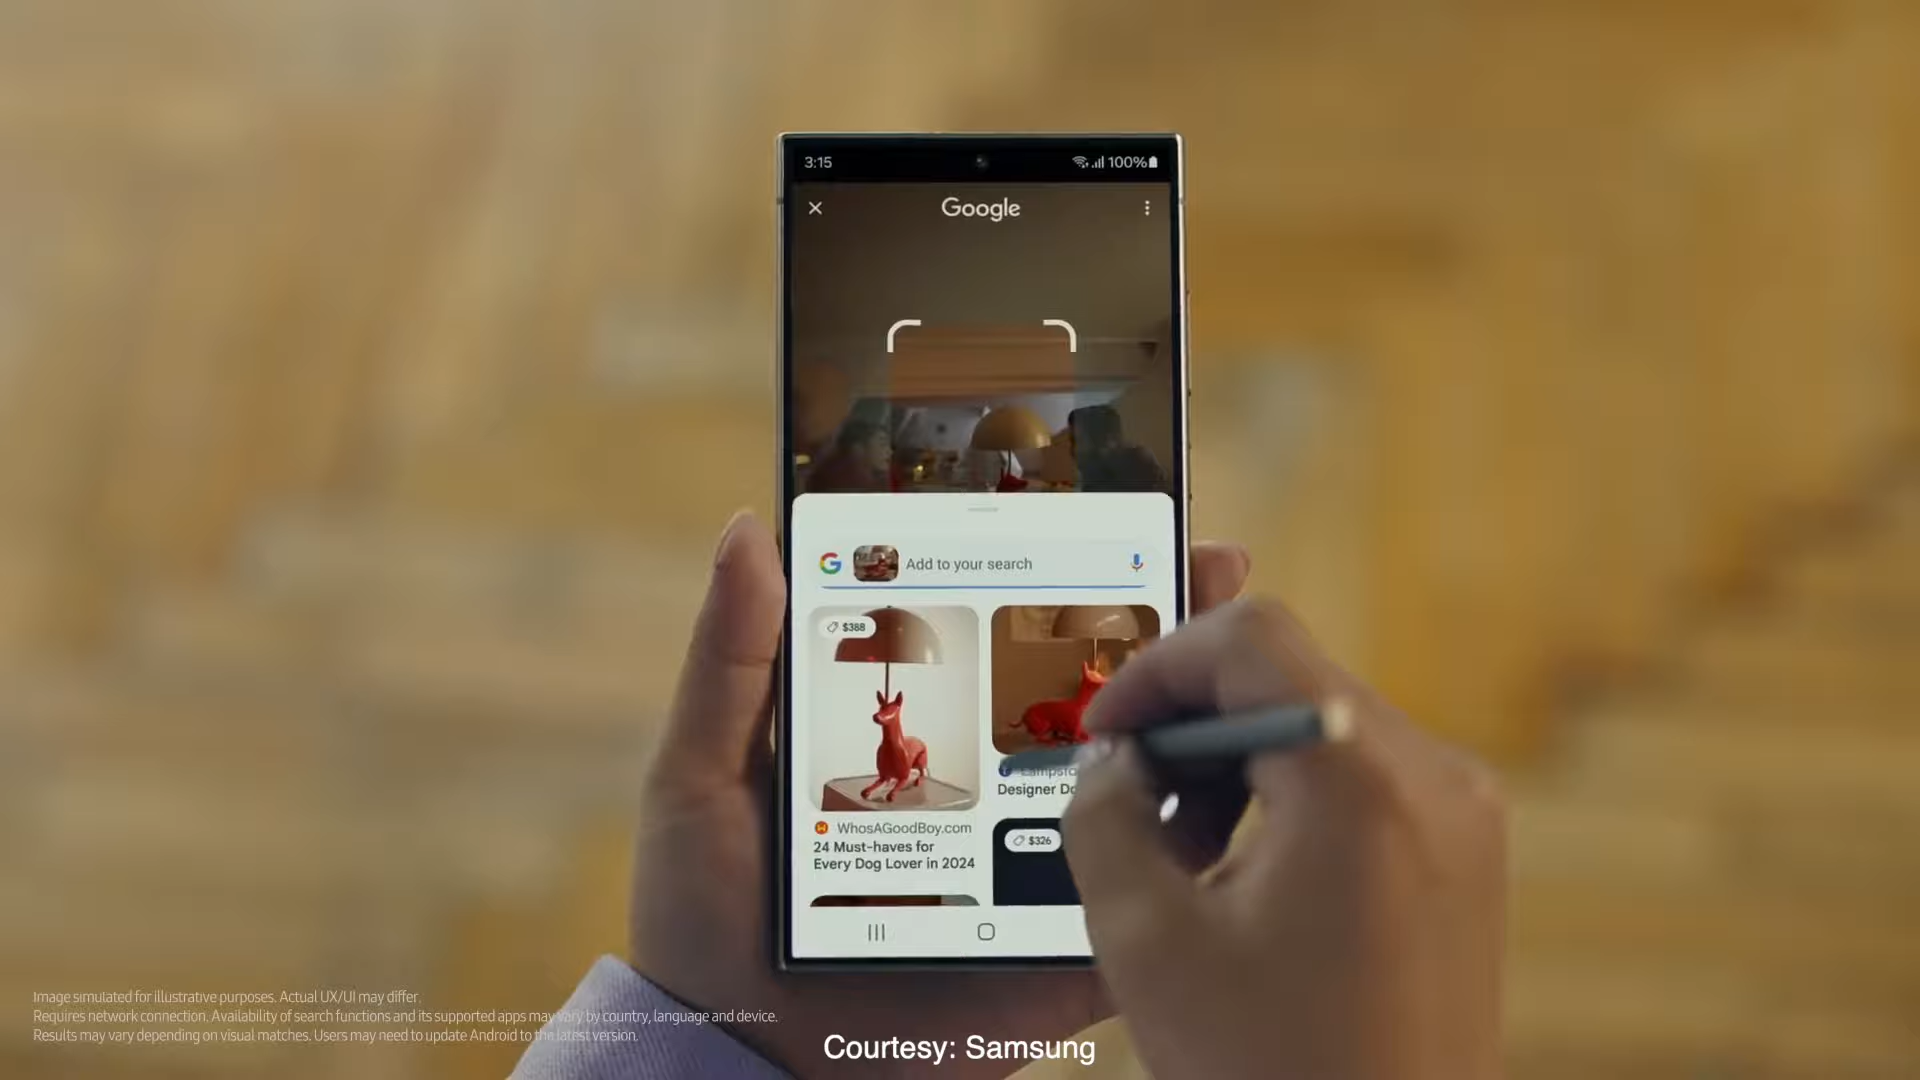 3:15
100%
Google
Add to your search
$388
Designer
WhosAGoodBoy.com
24 Must-haves for
Every Dog Lover in 2024
$326
Image simulated for illustrative purposes. Actual UX/UI may differ.
Requires network connection. Availability of search functions and its supported apps may vary by country, language and device.
Results may vary depending on visual matches. Users may need to update Android to the latest version.
Courtesy: Samsung